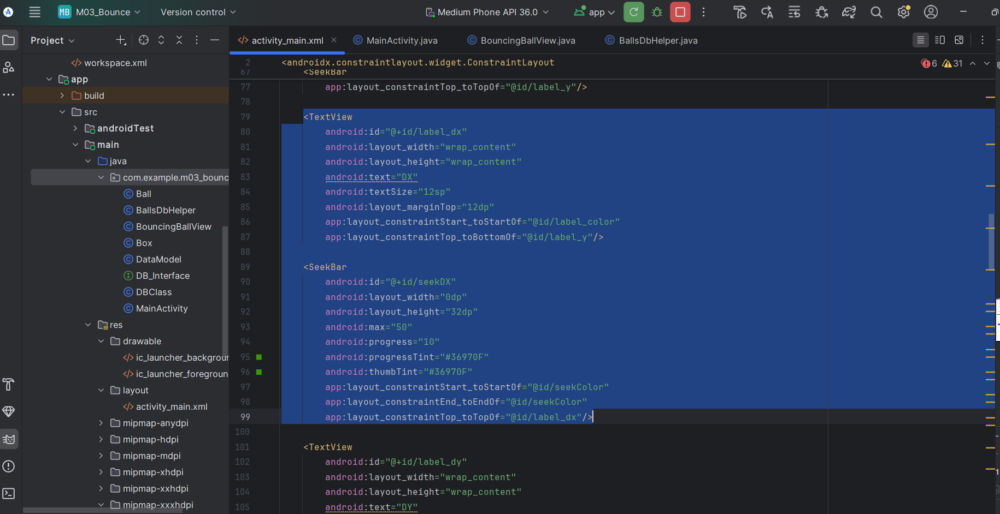 MB M03_Bounce Version control Medium Phone API 36.0 app
Project
workspace.xml
app
build
src
androidTest
main
java
com.example.m03_bounc
Ball
BallsDbHelper
BouncingBallView
Box
DataModel
DB_Interface
DBClass
MainActivity
res
drawable
ic_launcher_backgroun
ic_launcher_foregroun
layout
activity_main.xml
mipmap-anydpi
mipmap-hdpi
mipmap-mdpi
mipmap-xhdpi
mipmap-xxhdpi
mipmap-xxxhdpi
activity_main.xml MainActivity.java BouncingBallView.java BallsDbHelper.java
6 31
2 <androidx.constraintlayout.widget.ConstraintLayout
67 <SeekBar
77 app:layout_constraintTop_toTopOf="@id/label_y"/>
78
79 <TextView
80 android:id="@+id/label_dx"
81 android:layout_width="wrap_content"
82 android:layout_height="wrap_content"
83 android:text="DX"
84 android:textSize="12sp"
85 android:layout_marginTop="12dp"
86 app:layout_constraintStart_toStartOf="@id/label_color"
87 app:layout_constraintTop_toBottomOf="@id/label_y"/>
88
89 <SeekBar
90 android:id="@+id/seekDX"
91 android:layout_width="0dp"
92 android:layout_height="32dp"
93 android:max="50"
94 android:progress="10"
95 android:progressTint="#36970F"
96 android:thumbTint="#36970F"
97 app:layout_constraintStart_toStartOf="@id/seekColor"
98 app:layout_constraintEnd_toEndOf="@id/seekColor"
99 app:layout_constraintTop_toTopOf="@id/label_dx"/>
100
101 <TextView
102 android:id="@+id/label_dy"
103 android:layout_width="wrap_content"
104 android:layout_height="wrap_content"
105 android:text="DY"